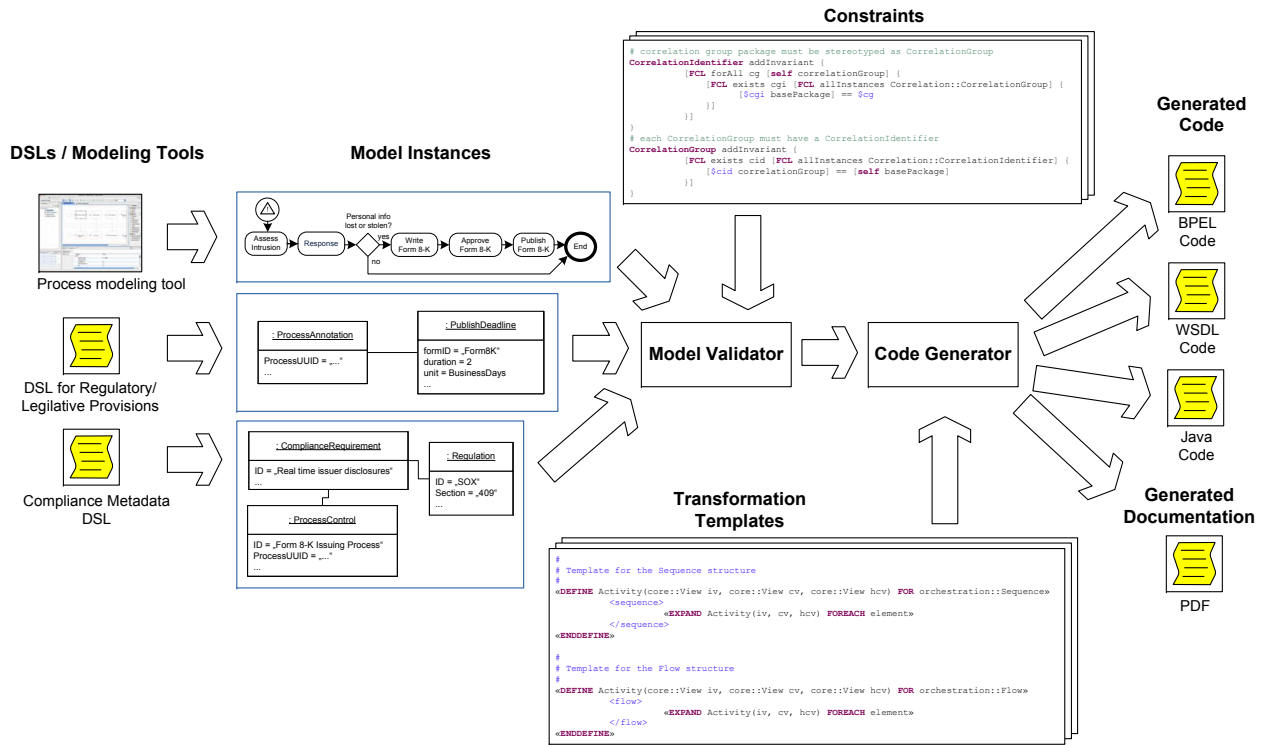 Constraints
# correlation group package must be stereotyped as CorrelationGroup
CorrelationIdentifier addInvariant {
[FCL forAll cg [self correlationGroup] {
[FCL exists cgi [FCL allInstances Correlation::CorrelationGroup] {
[$cgi basePackage] == $cg
}]
}]
}
# each CorrelationGroup must have a CorrelationIdentifier
CorrelationGroup addInvariant {
[FCL exists cid [FCL allInstances Correlation::CorrelationIdentifier] {
[$cid correlationGroup] == [self basePackage]
}]
}
DSLs / Modeling Tools
Process modeling tool
DSL for Regulatory/
Legilative Provisions
Compliance Metadata
DSL
Model Instances
Assess
Intrusion
Response
Personal info
lost or stolen?
yes
no
Write
Form 8-K
Approve
Form 8-K
Publish
Form 8-K
End
: ProcessAnnotation
ProcessUUID = „...“
...
: PublishDeadline
formID = „Form8K“
duration = 2
unit = BusinessDays
...
: ComplianceRequirement
ID = „Real time issuer disclosures“
...
: Regulation
ID = „SOX“
Section = „409“
...
: ProcessControl
ID = „Form 8-K Issuing Process“
ProcessUUID = „...“
...
Model Validator
Code Generator
Transformation
Templates
#
# Template for the Sequence structure
#
«DEFINE Activity(core::View iv, core::View cv, core::View hcv) FOR orchestration::Sequence»
<sequence>
«EXPAND Activity(iv, cv, hcv) FOREACH element»
</sequence>
«ENDDEFINE»
#
# Template for the Flow structure
#
«DEFINE Activity(core::View iv, core::View cv, core::View hcv) FOR orchestration::Flow»
<flow>
«EXPAND Activity(iv, cv, hcv) FOREACH element»
</flow>
«ENDDEFINE»
Generated
Code
BPEL
Code
WSDL
Code
Java
Code
Generated
Documentation
PDF